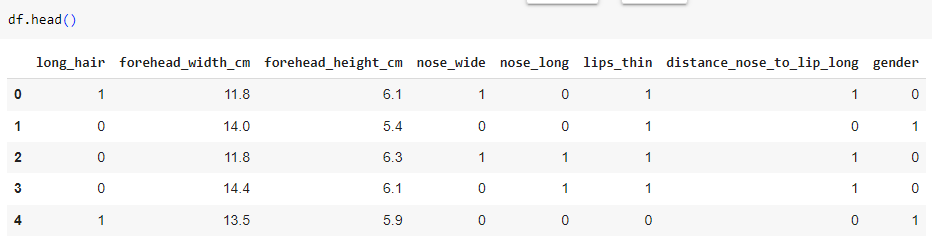 df.head()
long_hair forehead_width_cm forehead_height_cm nose_wide nose_long lips_thin distance_nose_to_lip_long gender
0 1 11.8 6.1 1 0 1 1 0
1 0 14.0 5.4 0 0 1 0 1
2 0 11.8 6.3 1 1 1 1 0
3 0 14.4 6.1 0 1 1 1 0
4 1 13.5 5.9 0 0 0 0 1